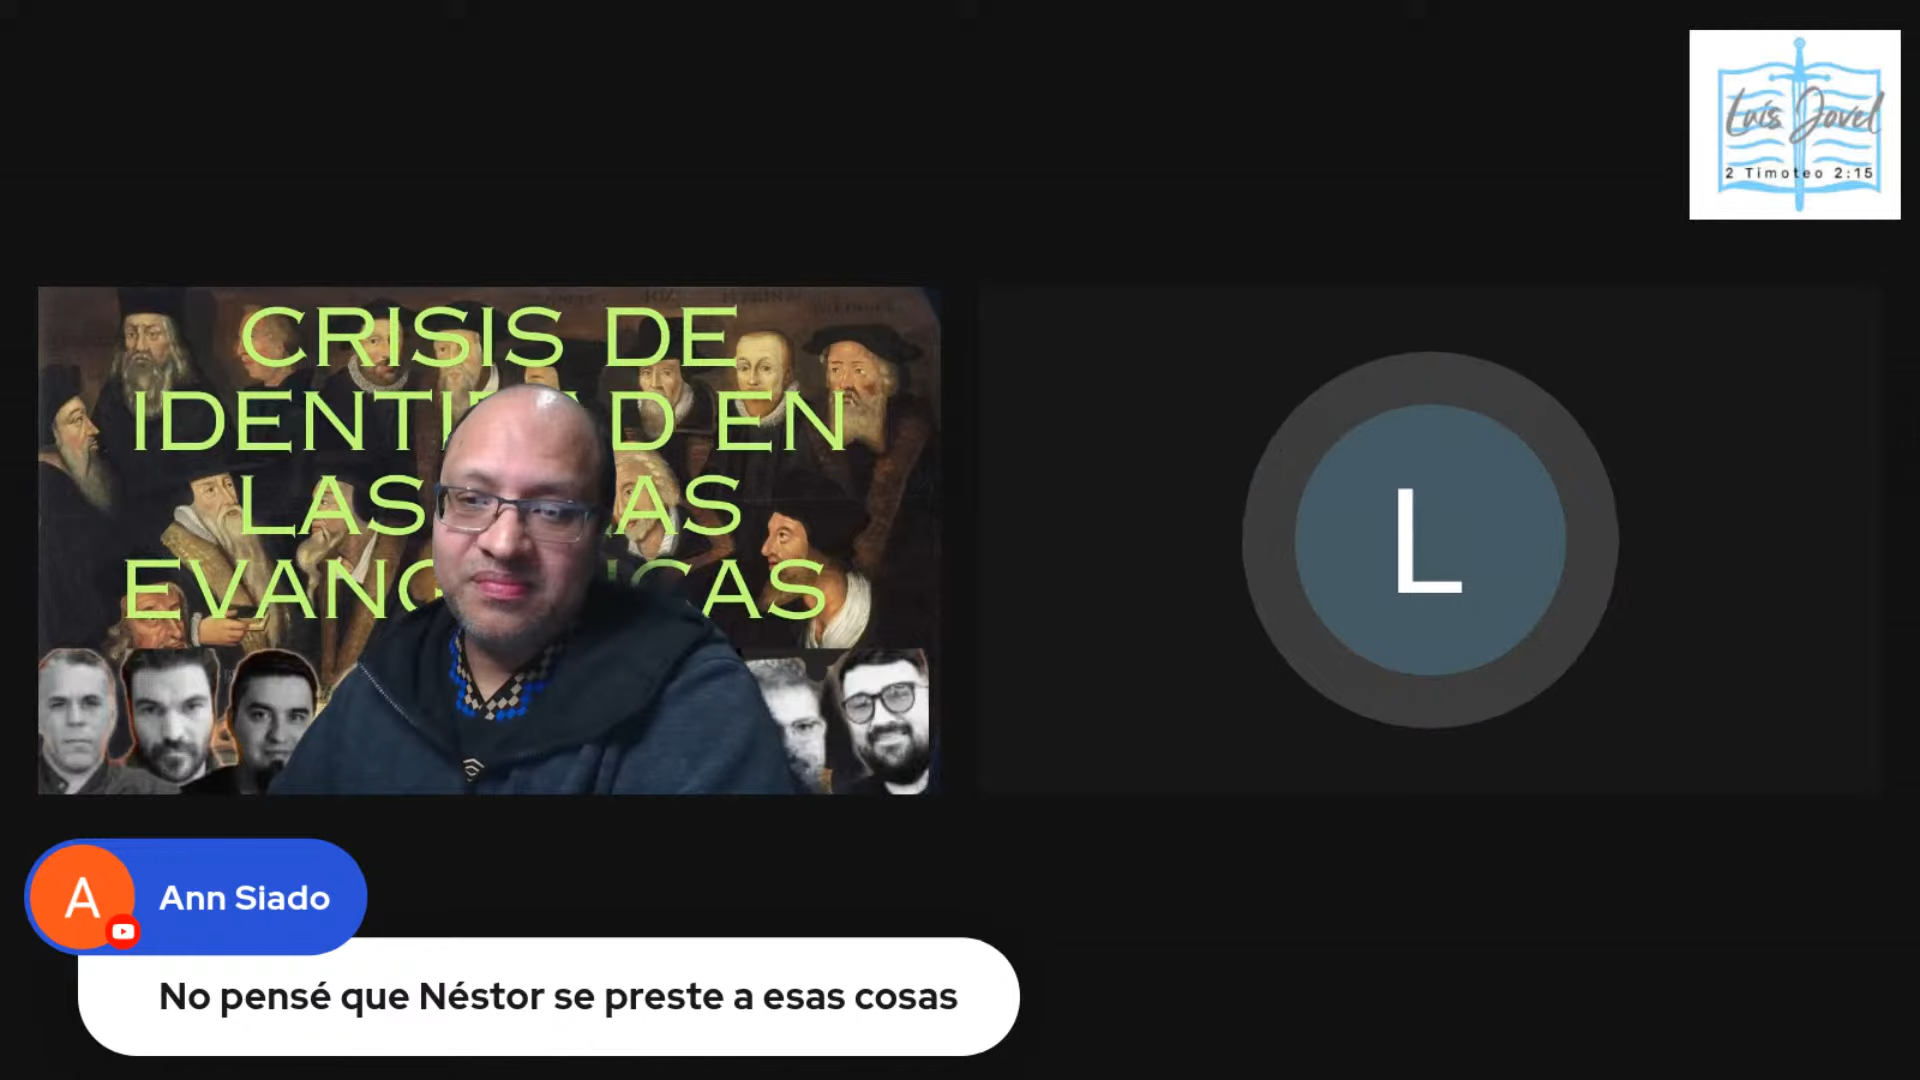 Luis Jovel
2 Timoteo 2:15
CRISIS DE
IDENTI D EN
LAS AS
EVANG ICAS
L
A
Ann Siado
No pensé que Néstor se preste a esas cosas